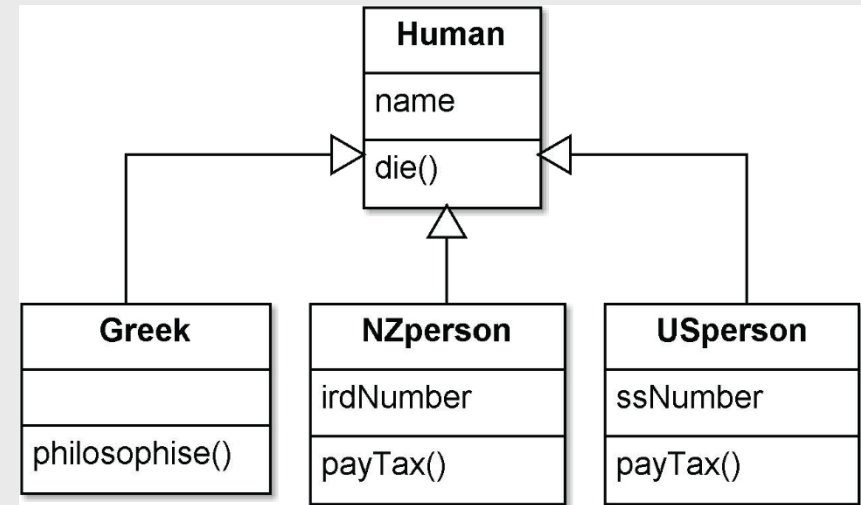 Human
name
die()
Greek
philosophise()
NZperson
irdNumber
payTax()
USperson
ssNumber
payTax()